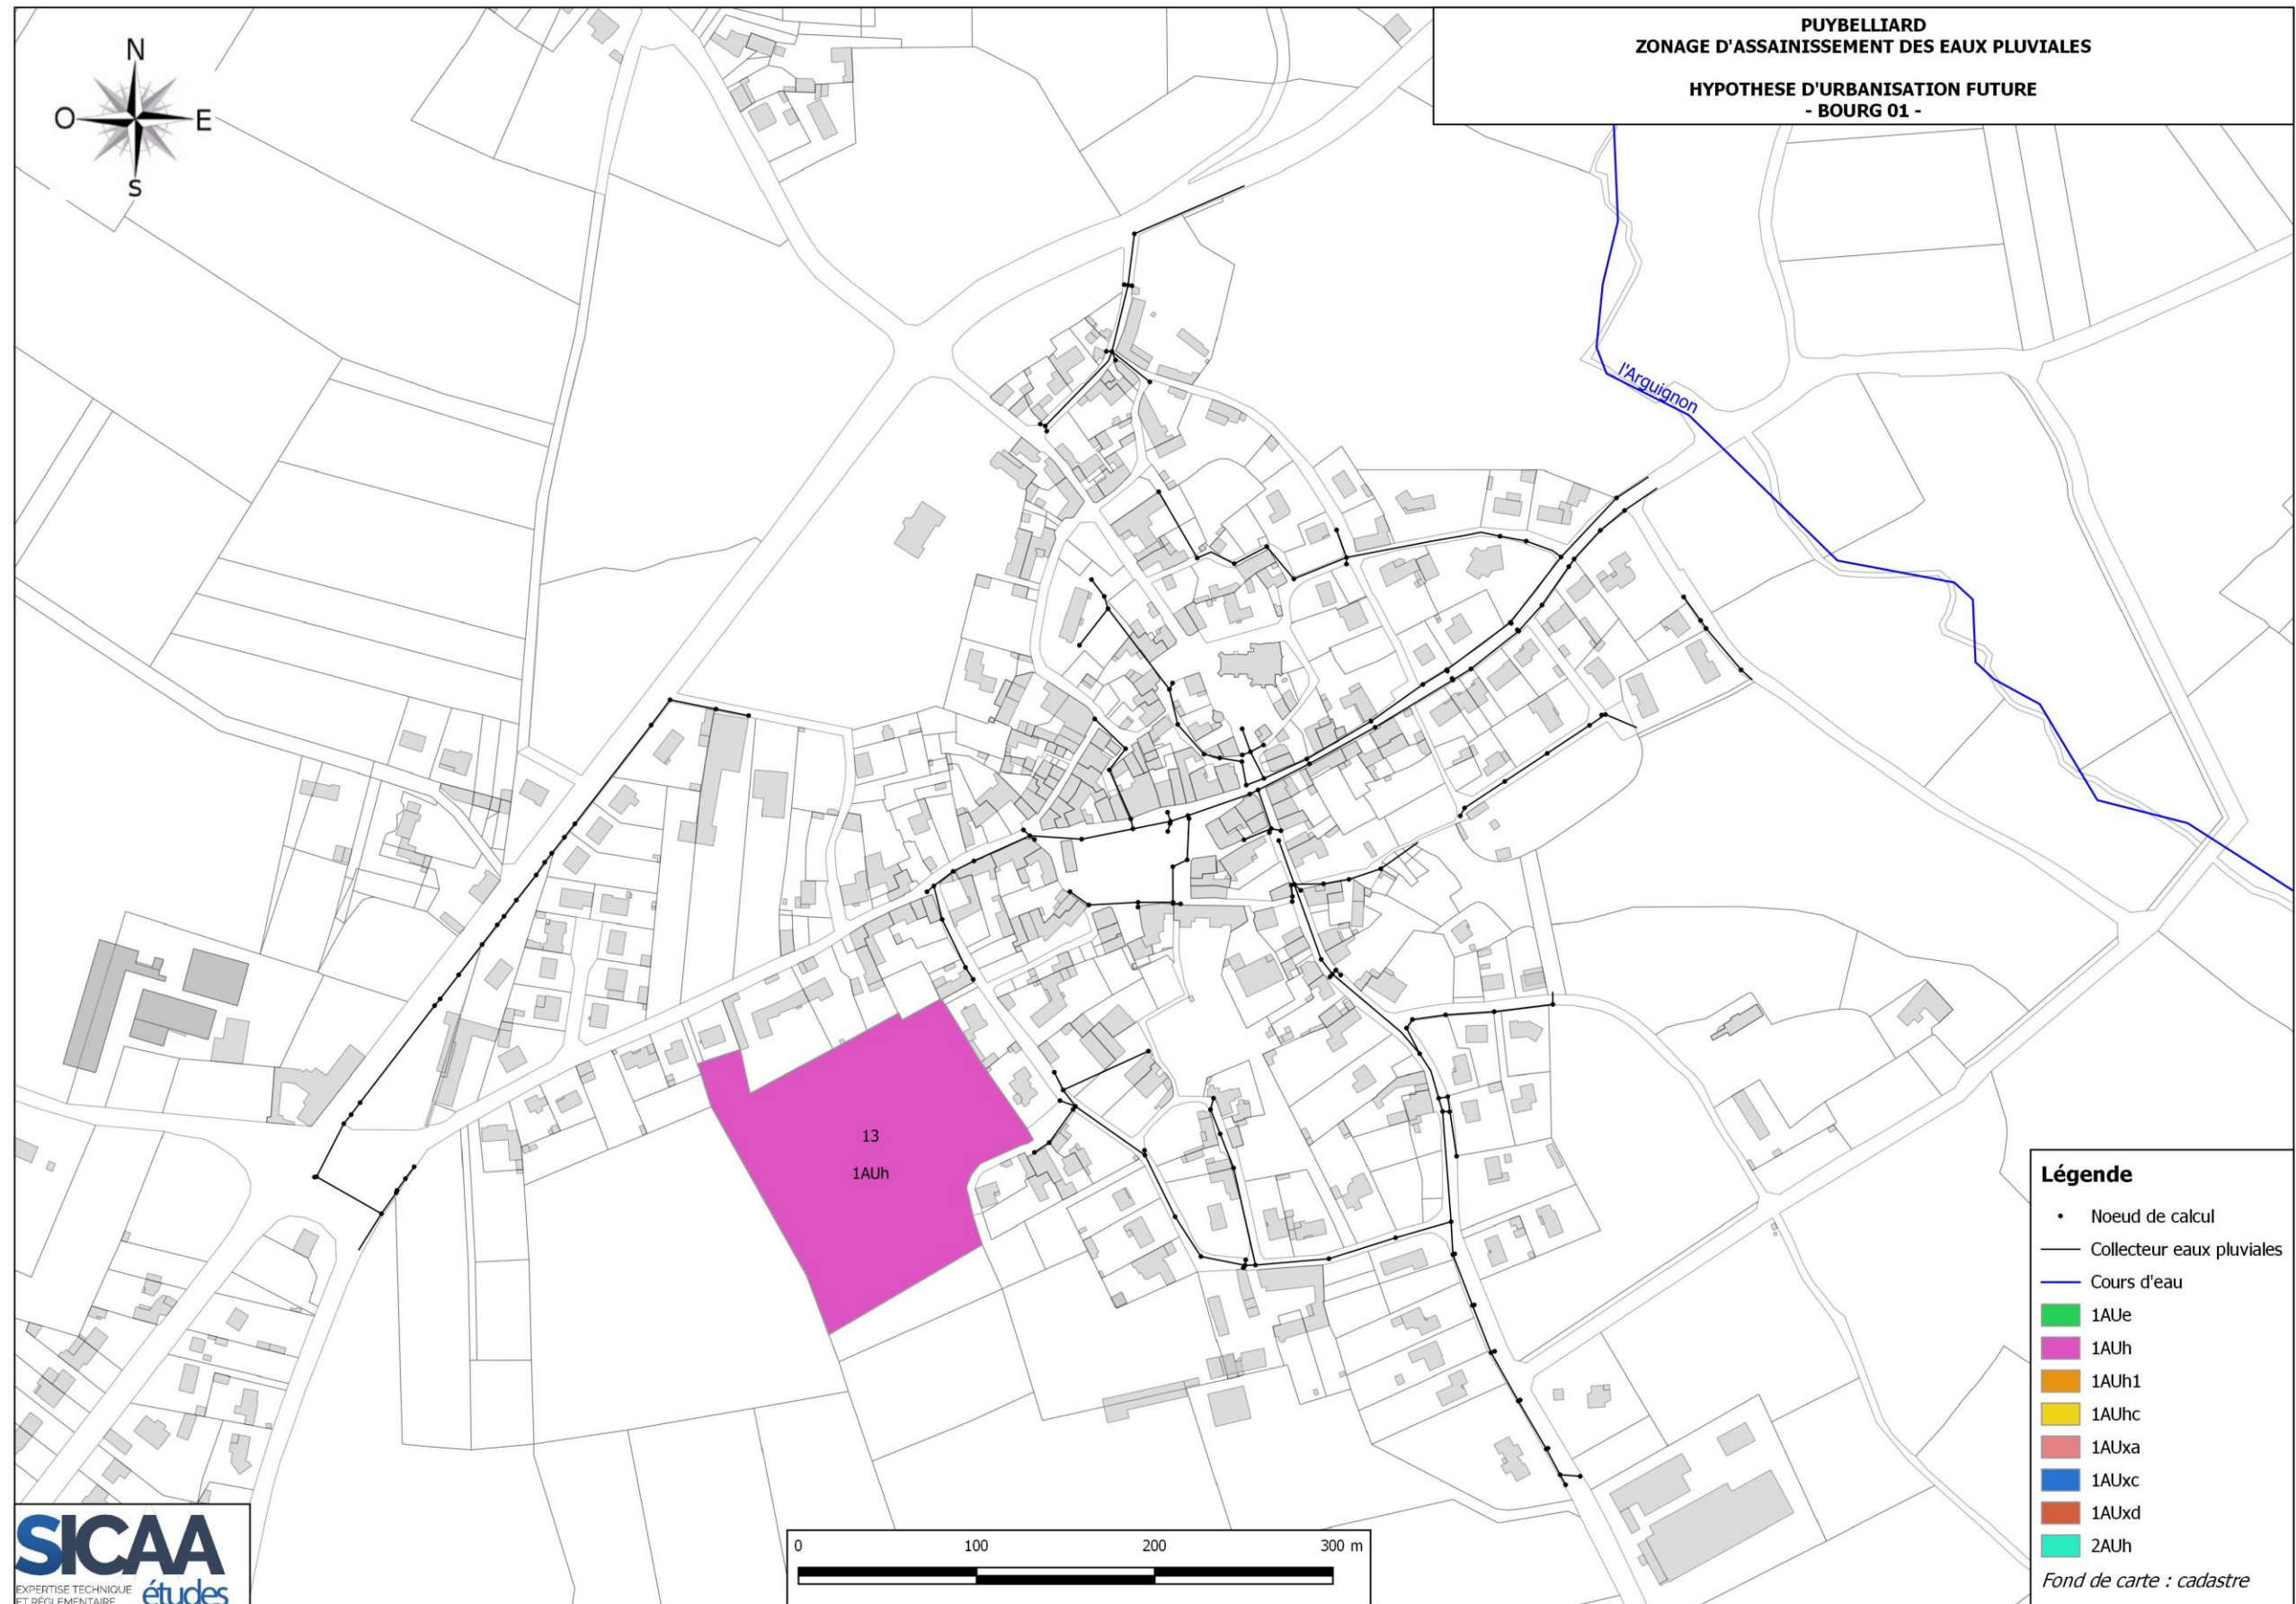 PUYBELLIARD
ZONAGE D'ASSAINISSEMENT DES EAUX PLUVIALES
HYPOTHESE D'URBANISATION FUTURE
- BOURG 01 -
N
O
E
S
l'Arguignon
13
1AUh
Légende
Noeud de calcul
Collecteur eaux pluviales
Cours d'eau
1AUe
1AUh
1AUh1
1AUhc
1AUxa
1AUxc
1AUxd
2AUh
Fond de carte : cadastre
0 100 200 300 m
SICAA
EXPERTISE TECHNIQUE
ET RÉGLEMENTAIRE
études